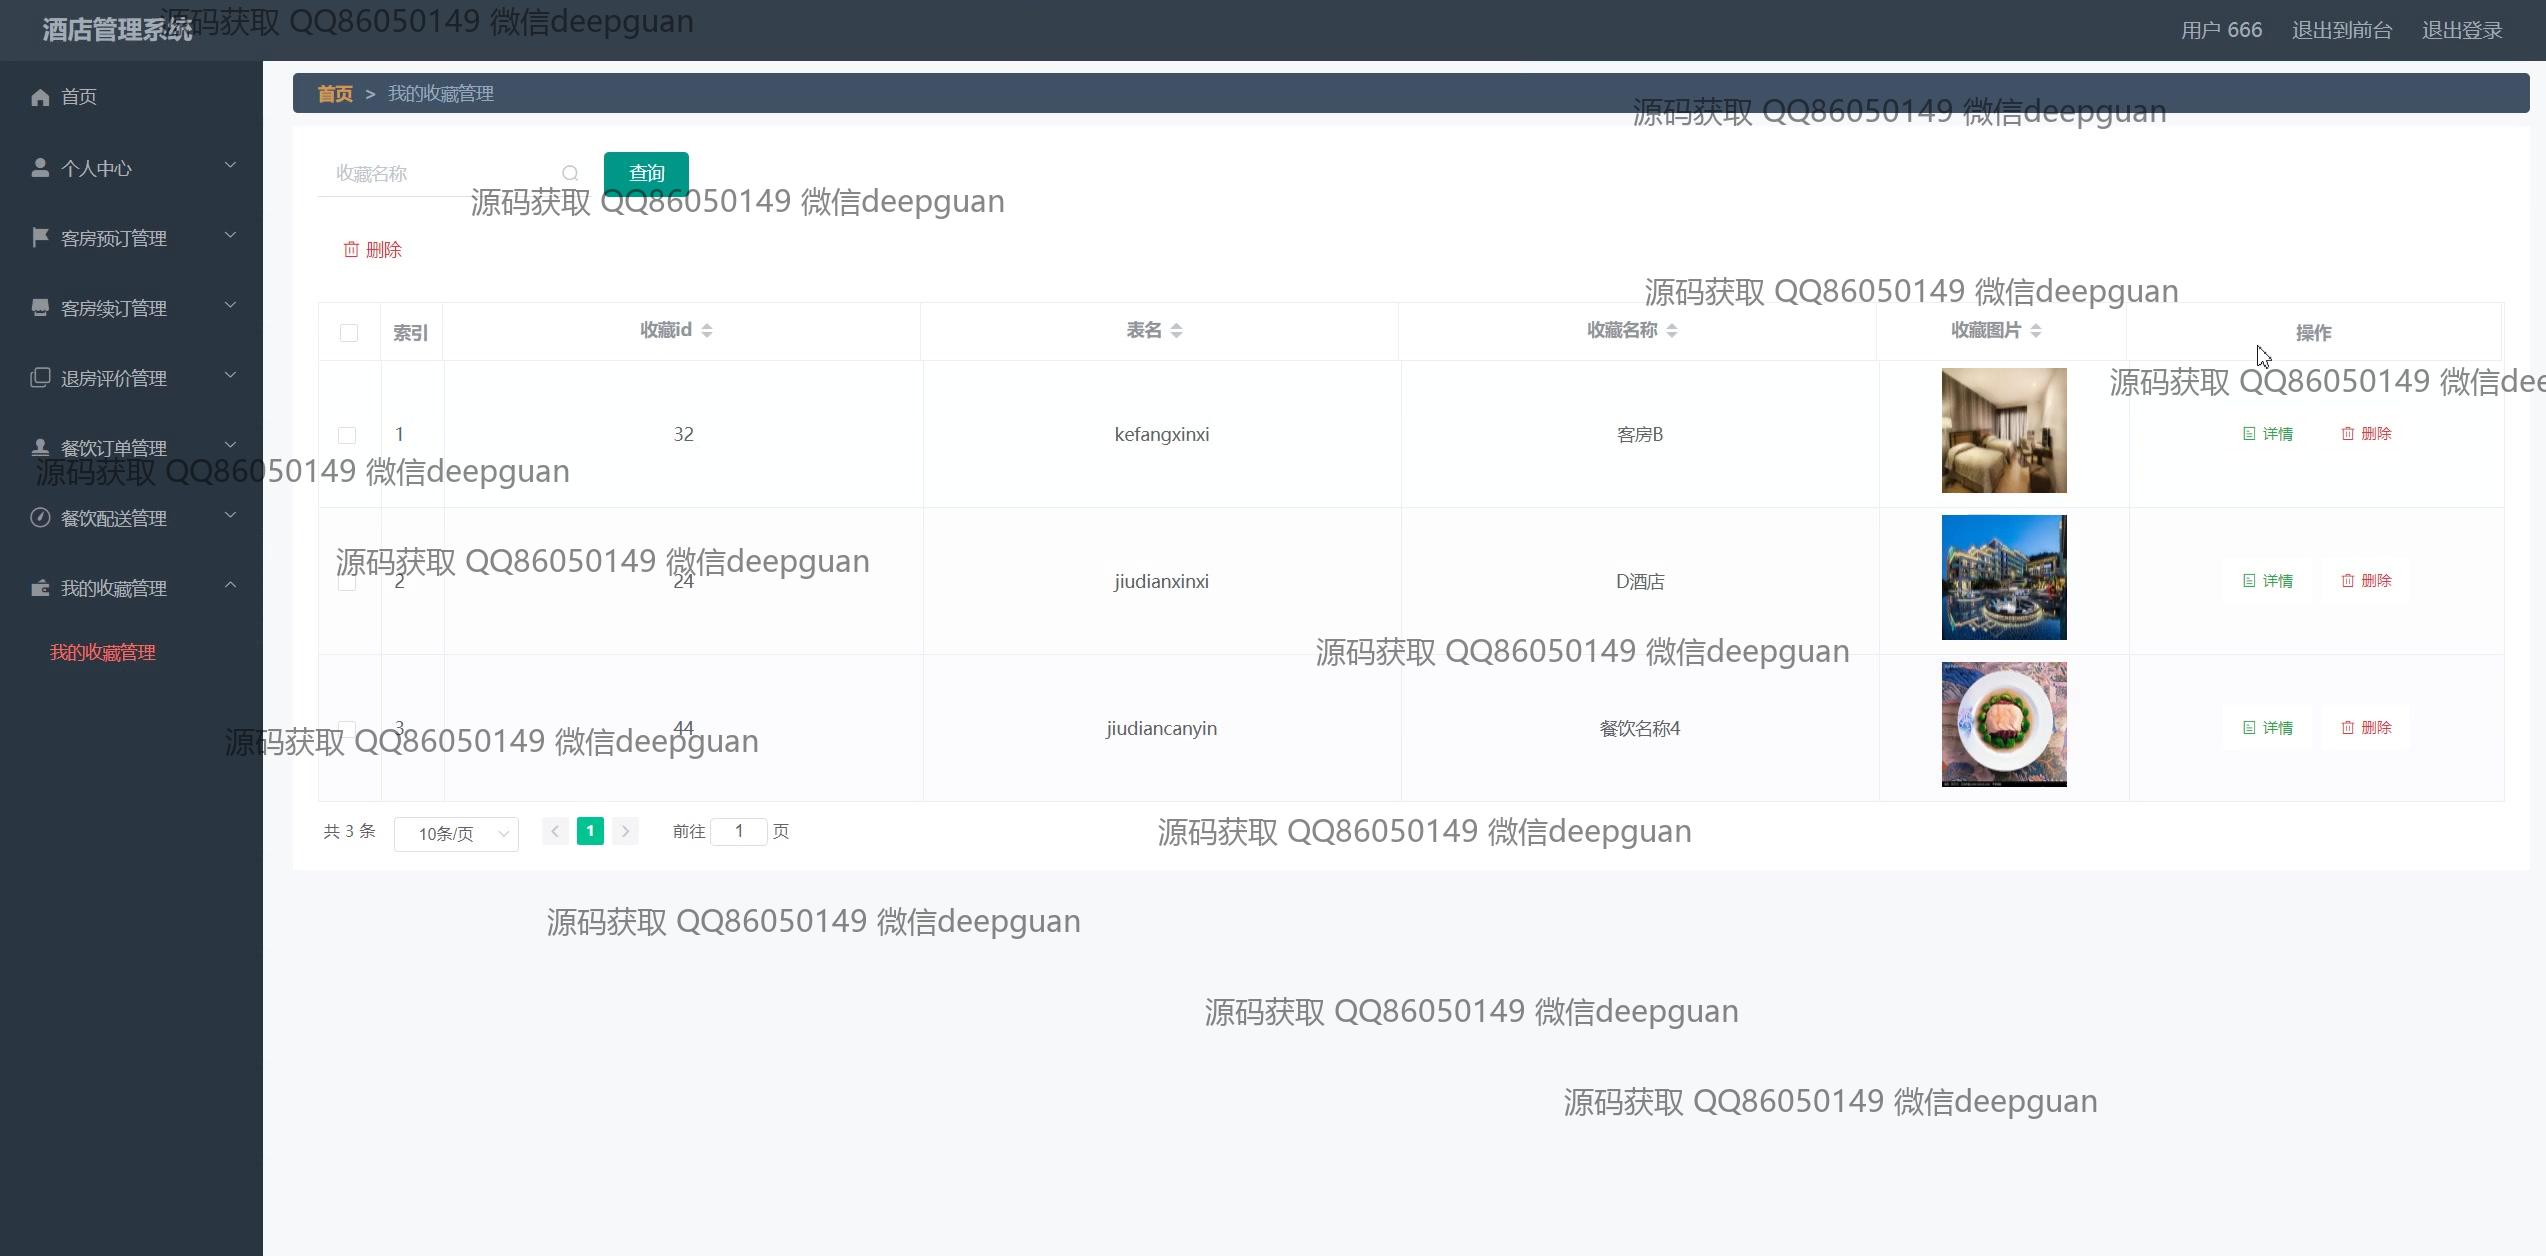 酒店管理系统
源码获取 QQ86050149 微信deepguan
用户 666 退出到前台 退出登录
首页
个人中心
客房预订管理
客房续订管理
退房评价管理
餐饮订单管理
餐饮配送管理
我的收藏管理
我的收藏管理
首页 > 我的收藏管理
源码获取 QQ86050149 微信deepguan
收藏名称 查询
源码获取 QQ86050149 微信deepguan
删除
源码获取 QQ86050149 微信deepguan
索引 收藏id 表名 收藏名称 收藏图片 操作
源码获取 QQ86050149 微信dee
1 32 kefangxinxi 客房B 详情 删除
源码获取 QQ86050149 微信deepguan
源码获取 QQ86050149 微信deepguan
2 24 jiudianxinxi D酒店 详情 删除
源码获取 QQ86050149 微信deepguan
3 44 jiudiancanyin 餐饮名称4 详情 删除
源码获取 QQ86050149 微信deepguan
共 3 条 10条/页 1 前往 1 页
源码获取 QQ86050149 微信deepguan
源码获取 QQ86050149 微信deepguan
源码获取 QQ86050149 微信deepguan
源码获取 QQ86050149 微信deepguan